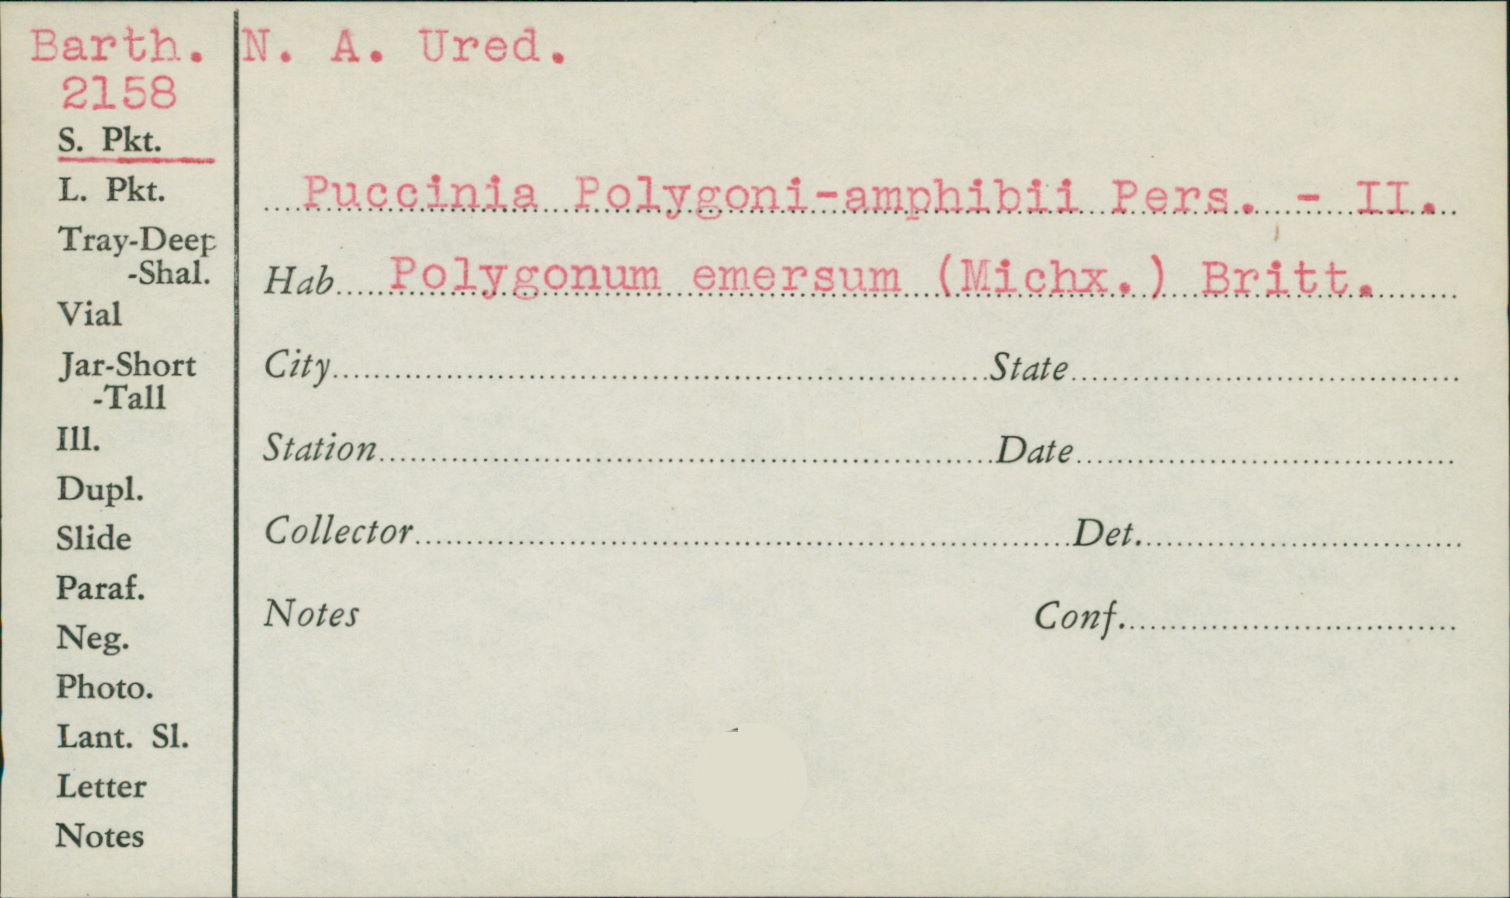 Barth. N. A. Ured.
2158
S. Pkt.
L. Pkt.
Tray-Deep
-Shal.
Vial
Jar-Short
-Tall
Ill.
Dupl.
Slide
Paraf.
Neg.
Photo.
Lant. Sl.
Letter
Notes
Puccinia Polygoni-amphibii Pers. - II.
Hab. Polygonum emersum (Michx.) Britt.
City State
Station Date
Collector Det.
Notes Conf.